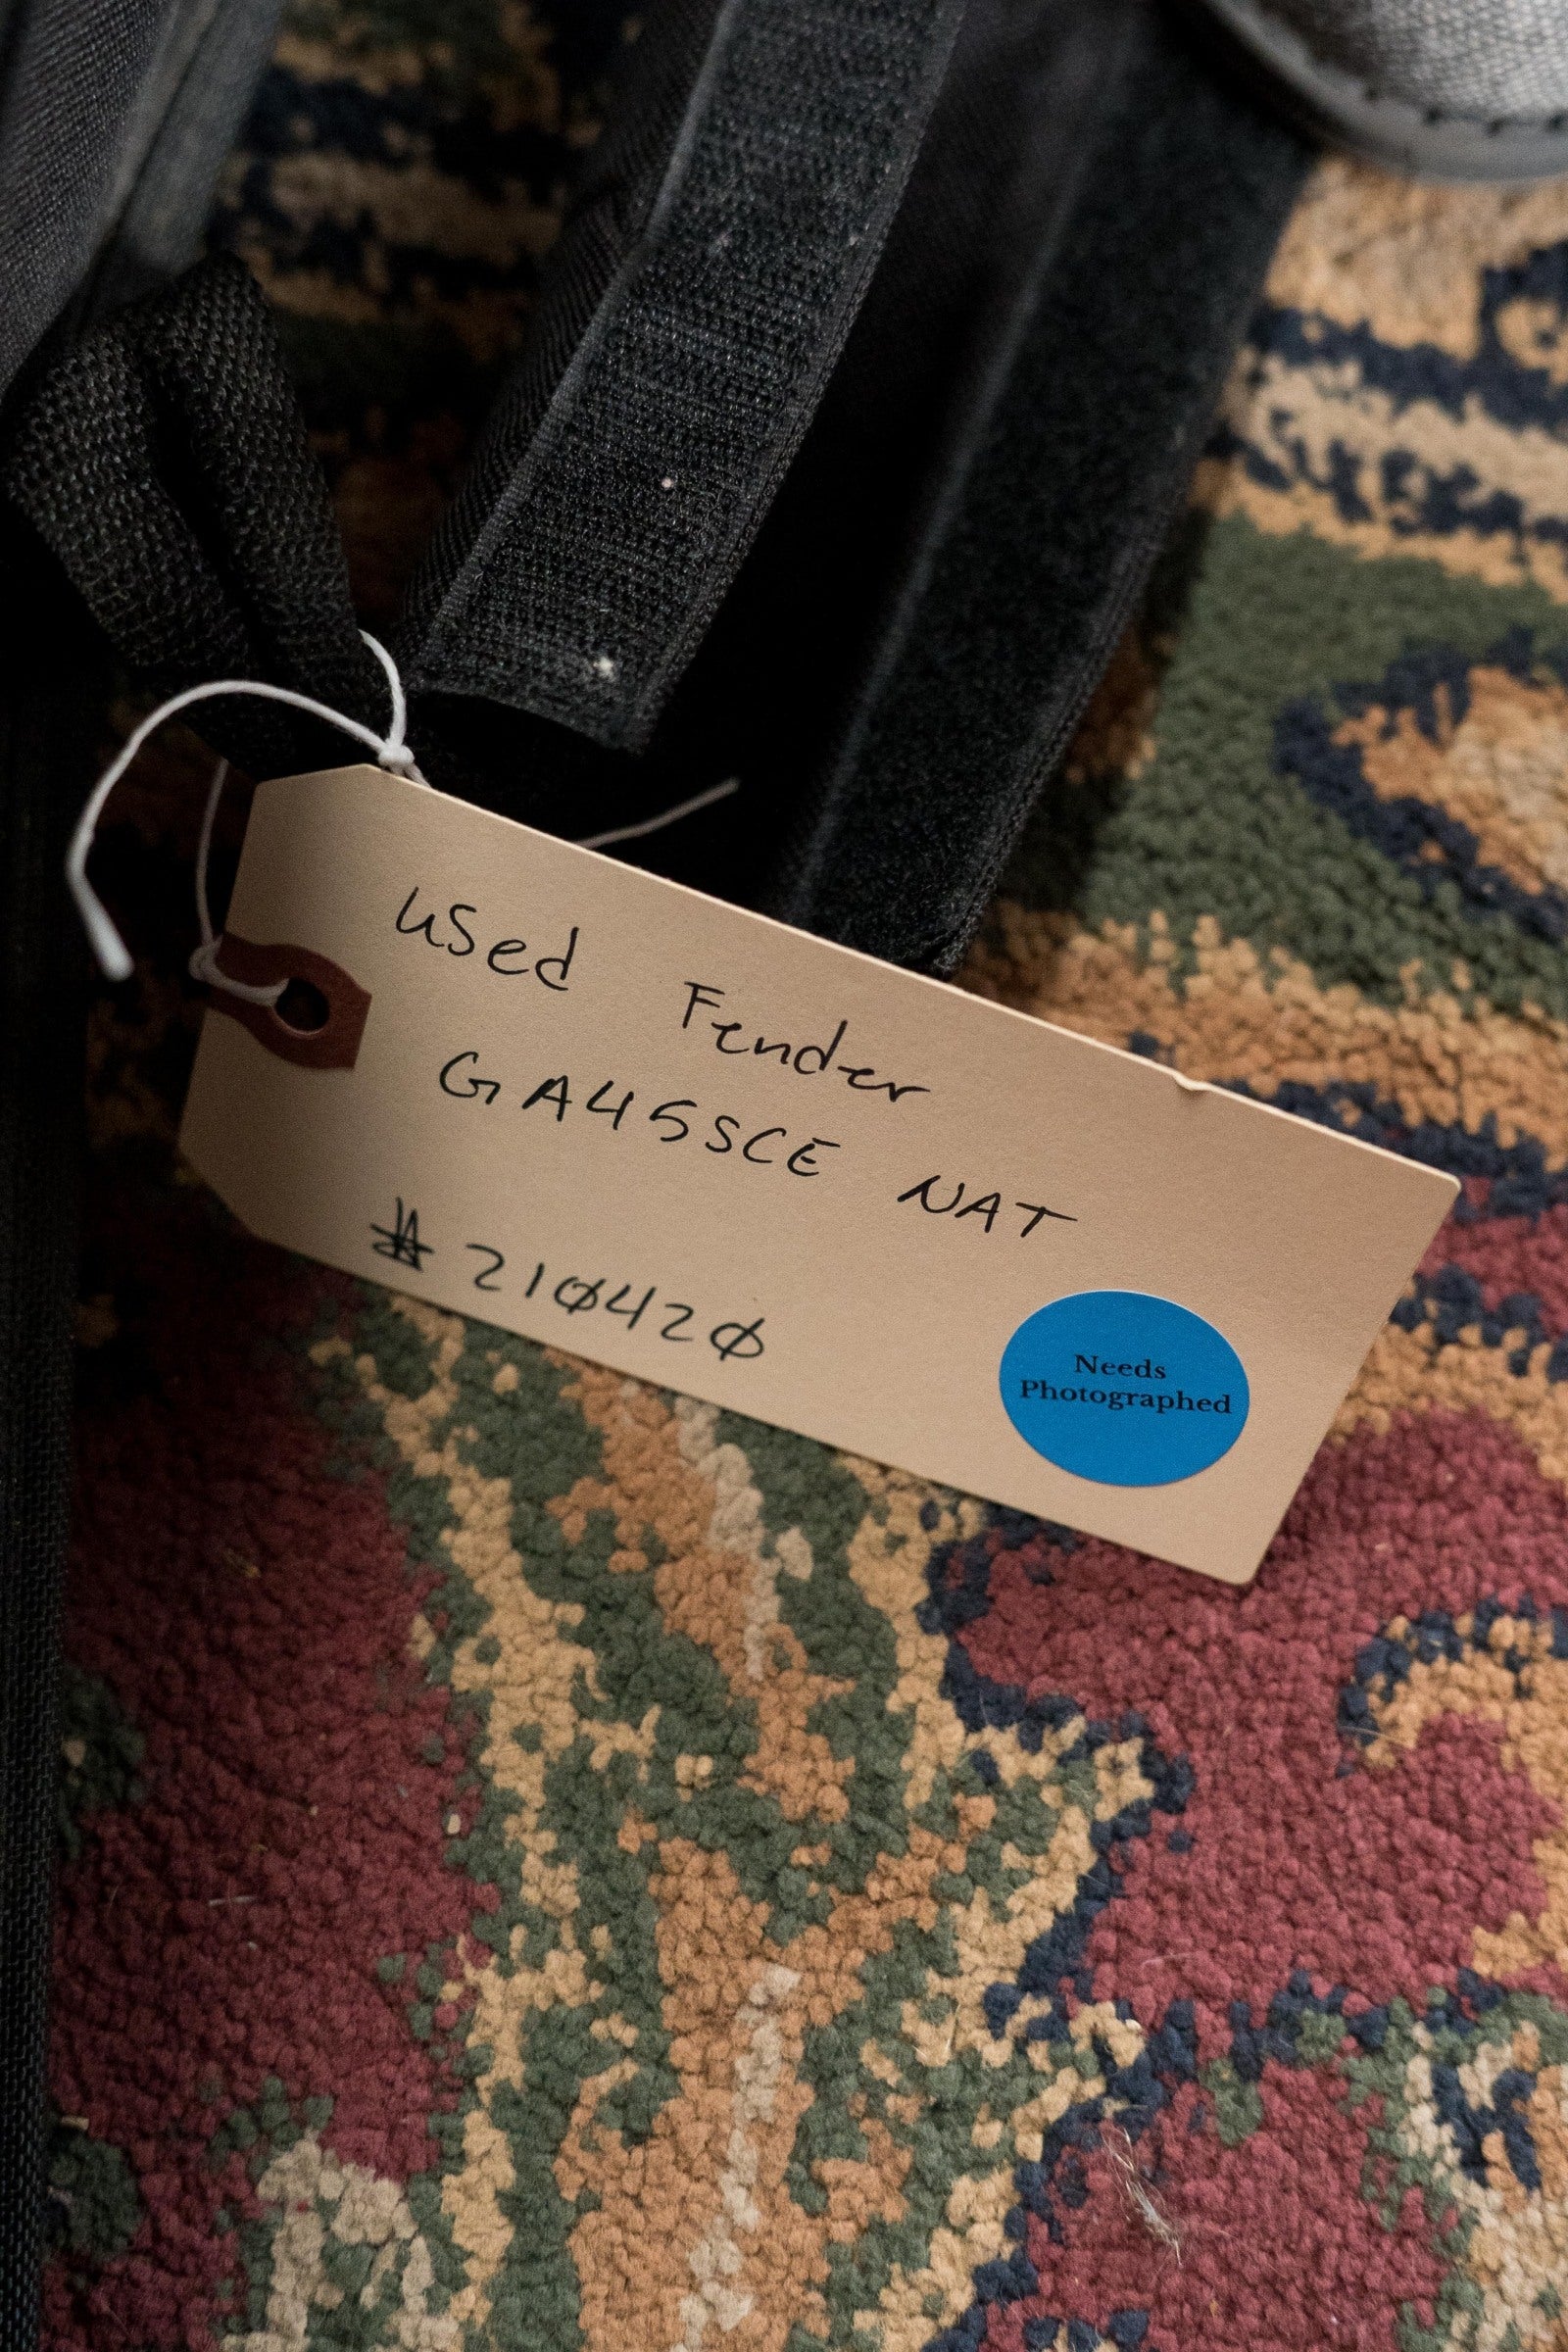 used Fender
GA45SCE NAT
#210420
Needs
Photographed